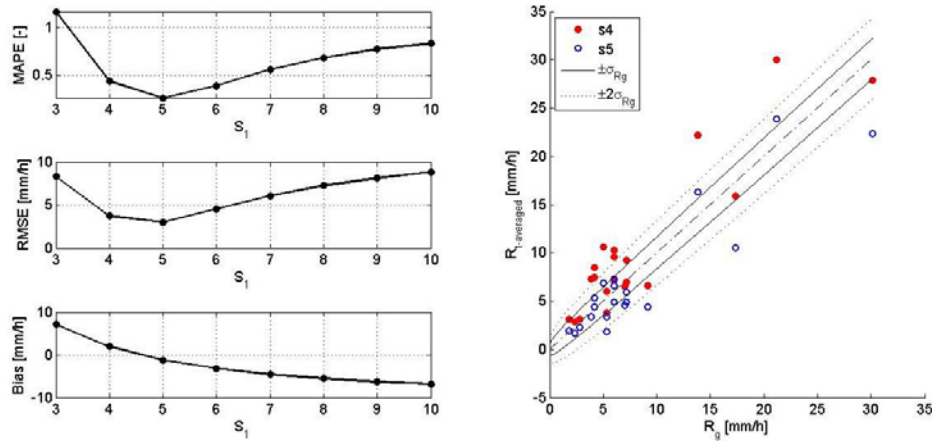 MAPE [-]
1
0.5
3 4 5 6 7 8 9 10
S1
RMSE [mm/h]
10
5
0
3 4 5 6 7 8 9 10
S1
Bias [mm/h]
10
0
-10
3 4 5 6 7 8 9 10
S1
Rt-averaged [mm/h]
35
30
25
20
15
10
5
0
-5
s4
s5
±σRg
±2σRg
0 5 10 15 20 25 30 35
Rg [mm/h]